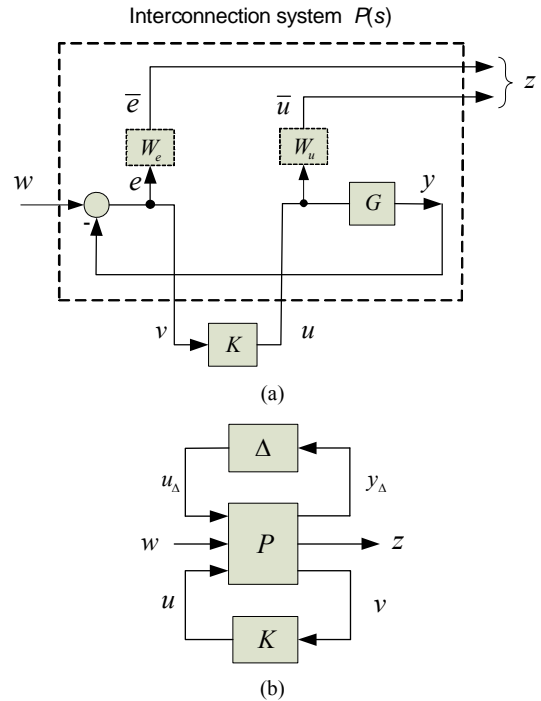 Interconnection system P(s)
e̅
u̅
z
W_e
W_u
w
e
G
y
-
v
K
u
(a)
Δ
u_Δ
y_Δ
w
P
z
u
v
K
(b)